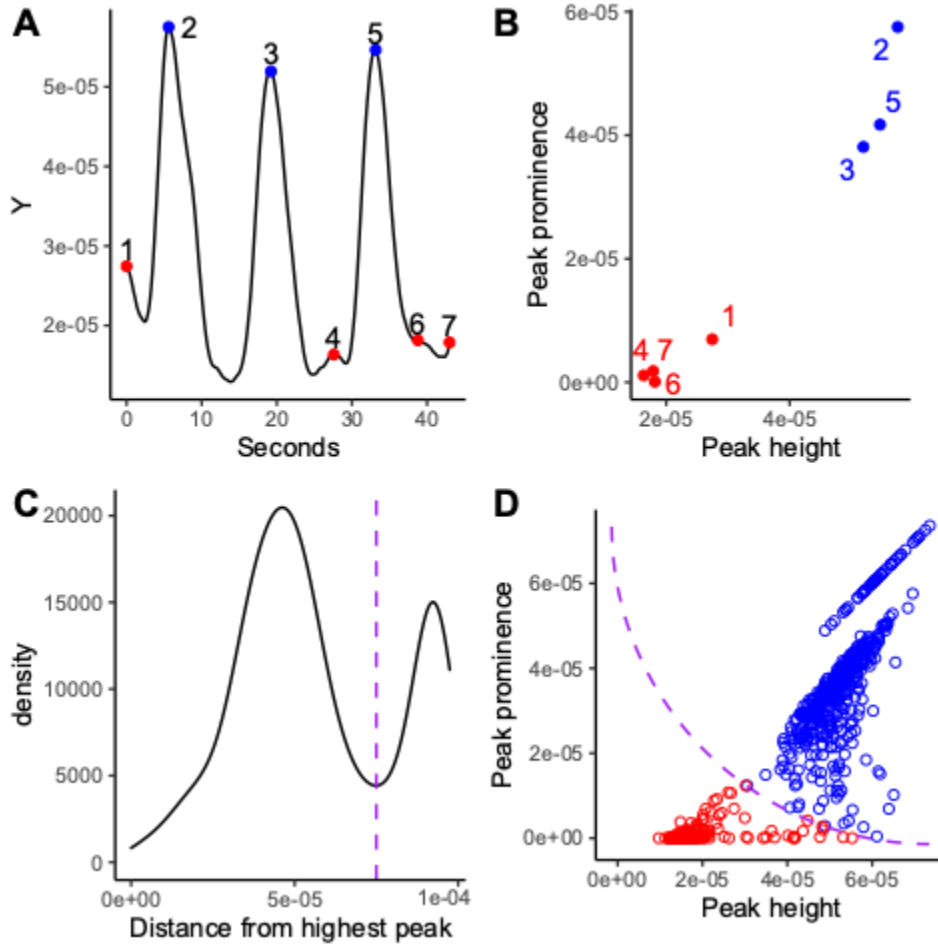 A
Y
5e-05
4e-05
3e-05
2e-05
1
2
3
4
5
6
7
0
10
20
30
40
Seconds
B
Peak prominence
6e-05
4e-05
2e-05
0e+00
2
5
3
1
4 7
6
2e-05
4e-05
Peak height
C
density
20000
15000
10000
5000
0
0e+00
5e-05
1e-04
Distance from highest peak
D
Peak prominence
6e-05
4e-05
2e-05
0e+00
0e+00
2e-05
4e-05
6e-05
Peak height